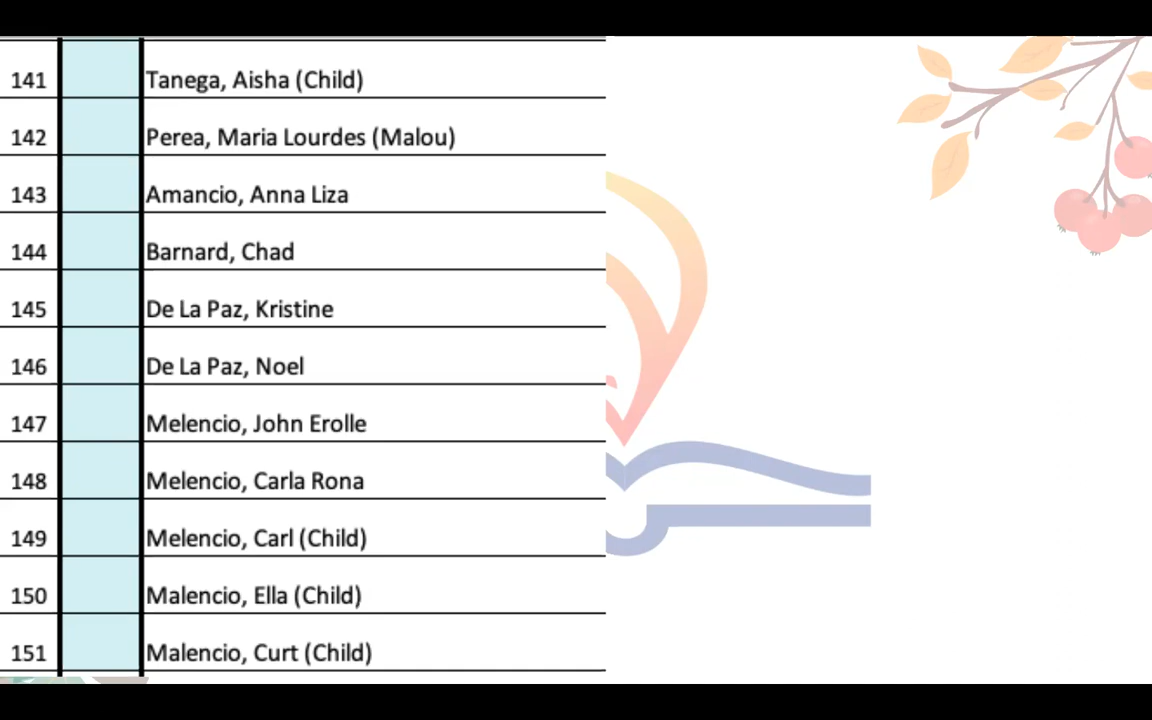 141 Tanega, Aisha (Child)
142 Perea, Maria Lourdes (Malou)
143 Amancio, Anna Liza
144 Barnard, Chad
145 De La Paz, Kristine
146 De La Paz, Noel
147 Melencio, John Erolle
148 Melencio, Carla Rona
149 Melencio, Carl (Child)
150 Malencio, Ella (Child)
151 Malencio, Curt (Child)